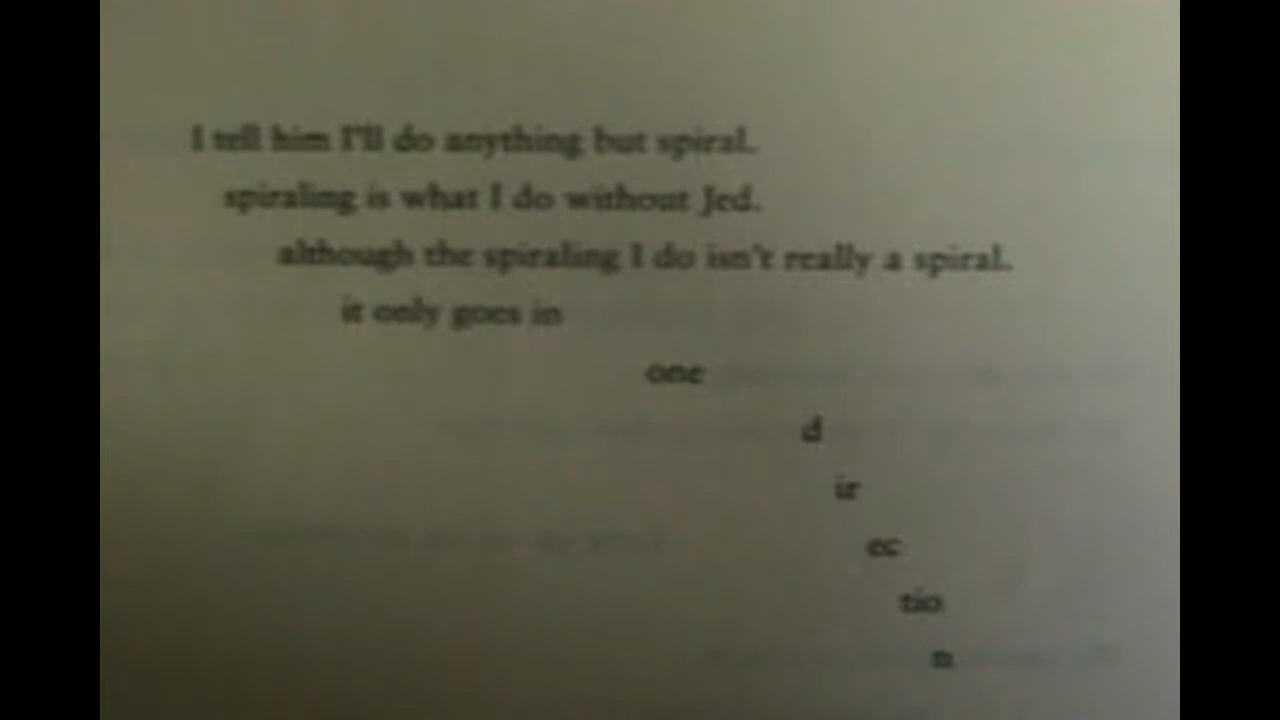 I tell him I'll do anything but spiral.
spiraling is what I do without Jed.
although the spiraling I do isn't really a spiral.
it only goes in
one
d
ir
ec
tio
n